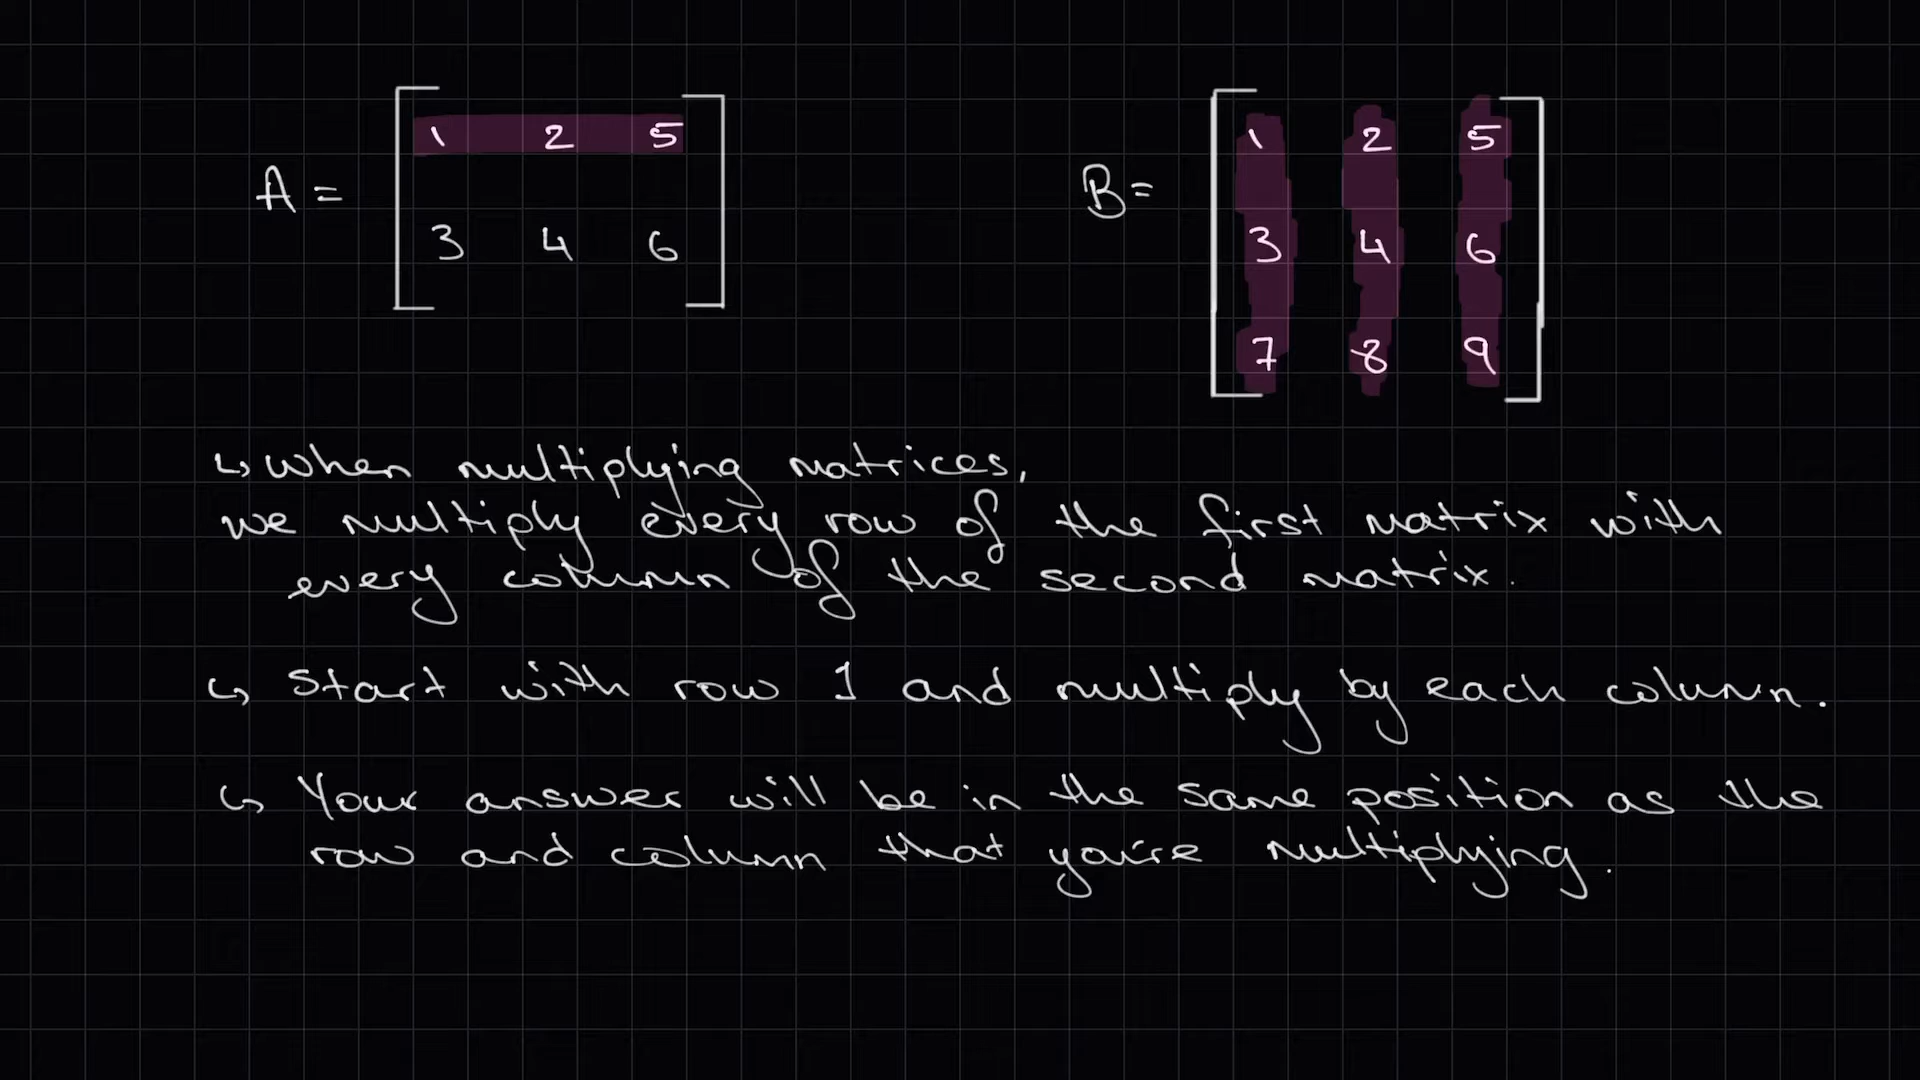 1 2 5
A =
3 4 6
1 2 5
B =
3 4 6
7 8 9
↳ When multiplying matrices,
we multiply every row of the first matrix with
every column of the second matrix.
↳ Start with row 1 and multiply by each column.
↳ Your answer will be in the same position as the
row and column that you're multiplying.